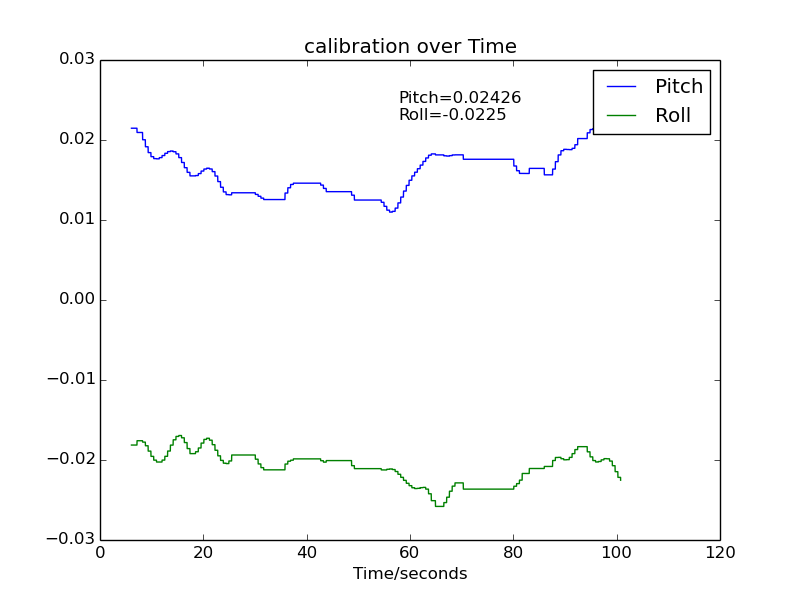 calibration over Time
0.03
0.02
0.01
0.00
−0.01
−0.02
−0.03
Pitch=0.02426
Roll=-0.0225
Pitch
Roll
0 20 40 60 80 100 120
Time/seconds